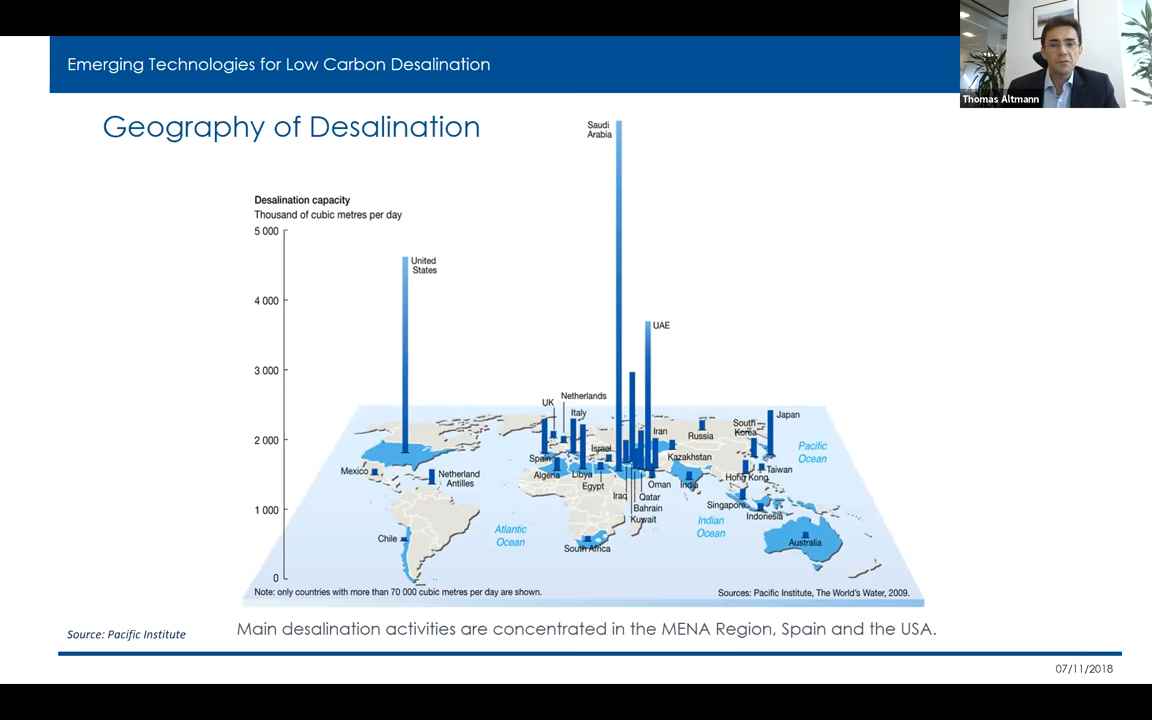 Emerging Technologies for Low Carbon Desalination
Thomas Altmann
Geography of Desalination
Saudi
Arabia
Desalination capacity
Thousand of cubic metres per day
5 000
4 000
3 000
2 000
1 000
0
United
States
UAE
UK
Netherlands
Italy
Spain
Israel
Iran
Russia
South
Korea
Japan
Pacific
Ocean
Mexico
Netherland
Antilles
Algeria
Libya
Egypt
Kazakhstan
Iraq
Qatar
Oman
India
Hong Kong
Taiwan
Bahrain
Kuwait
Singapore
Indonesia
Atlantic
Ocean
Indian
Ocean
Chile
South Africa
Australia
Note: only countries with more than 70 000 cubic metres per day are shown.
Sources: Pacific Institute, The World's Water, 2009.
Source: Pacific Institute
Main desalination activities are concentrated in the MENA Region, Spain and the USA.
07/11/2018